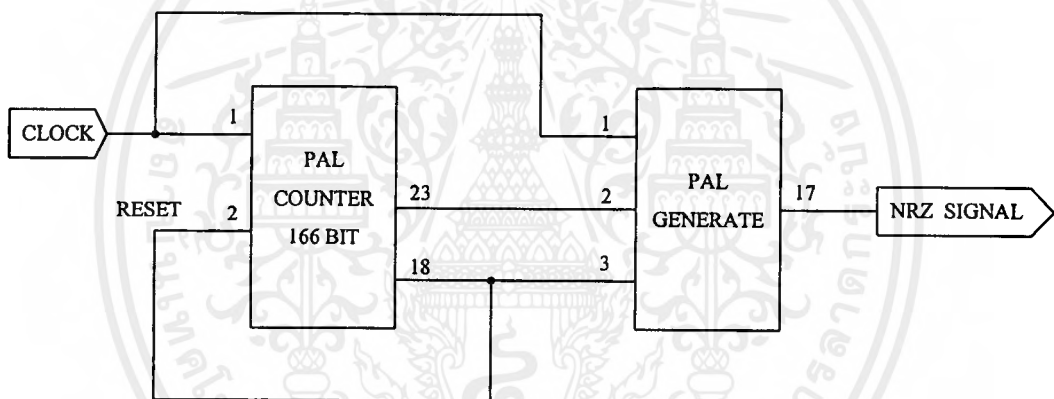 CLOCK
1
PAL
COUNTER
166 BIT
RESET
2
23
18
1
2
3
PAL
GENERATE
17
NRZ SIGNAL